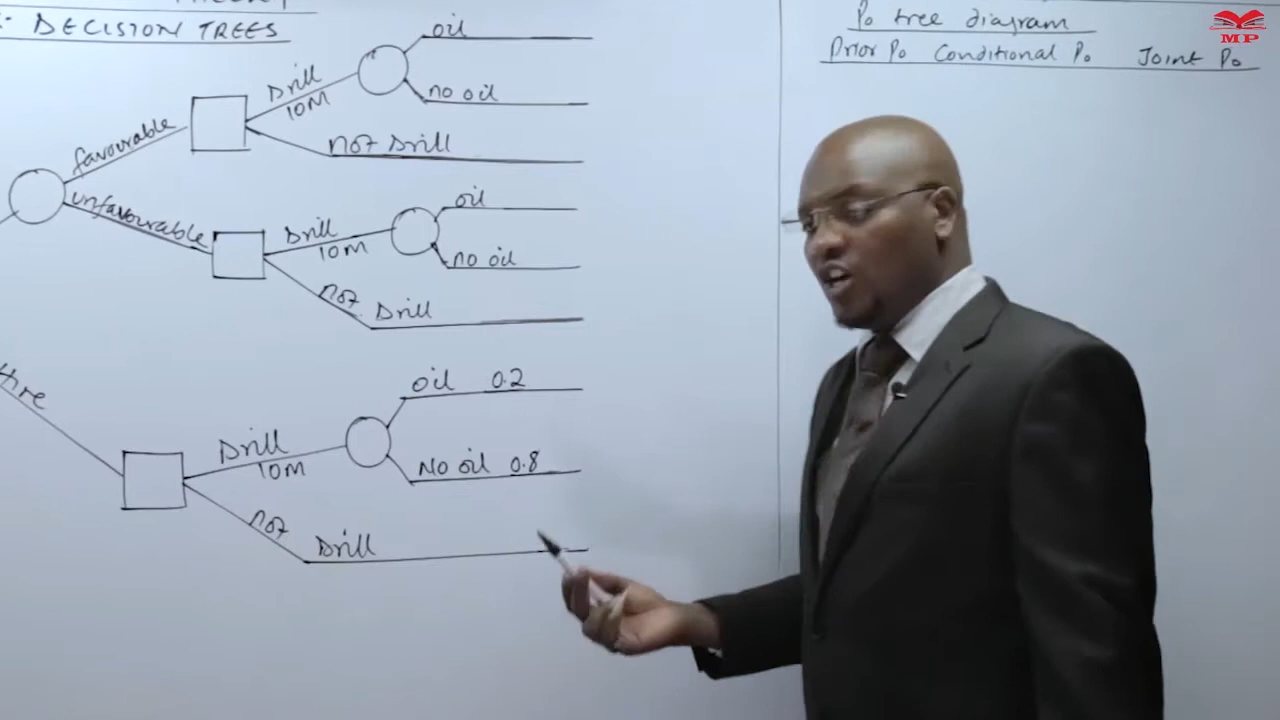 THEORY
DECISION TREES
favourable
Drill
10M
oil
no oil
not Drill
unfavourable
Drill
10M
oil
no oil
not Drill
hire
Drill
10M
oil 0.2
No oil 0.8
not Drill
Po tree diagram
Prior Po Conditional Po Joint Po
MP